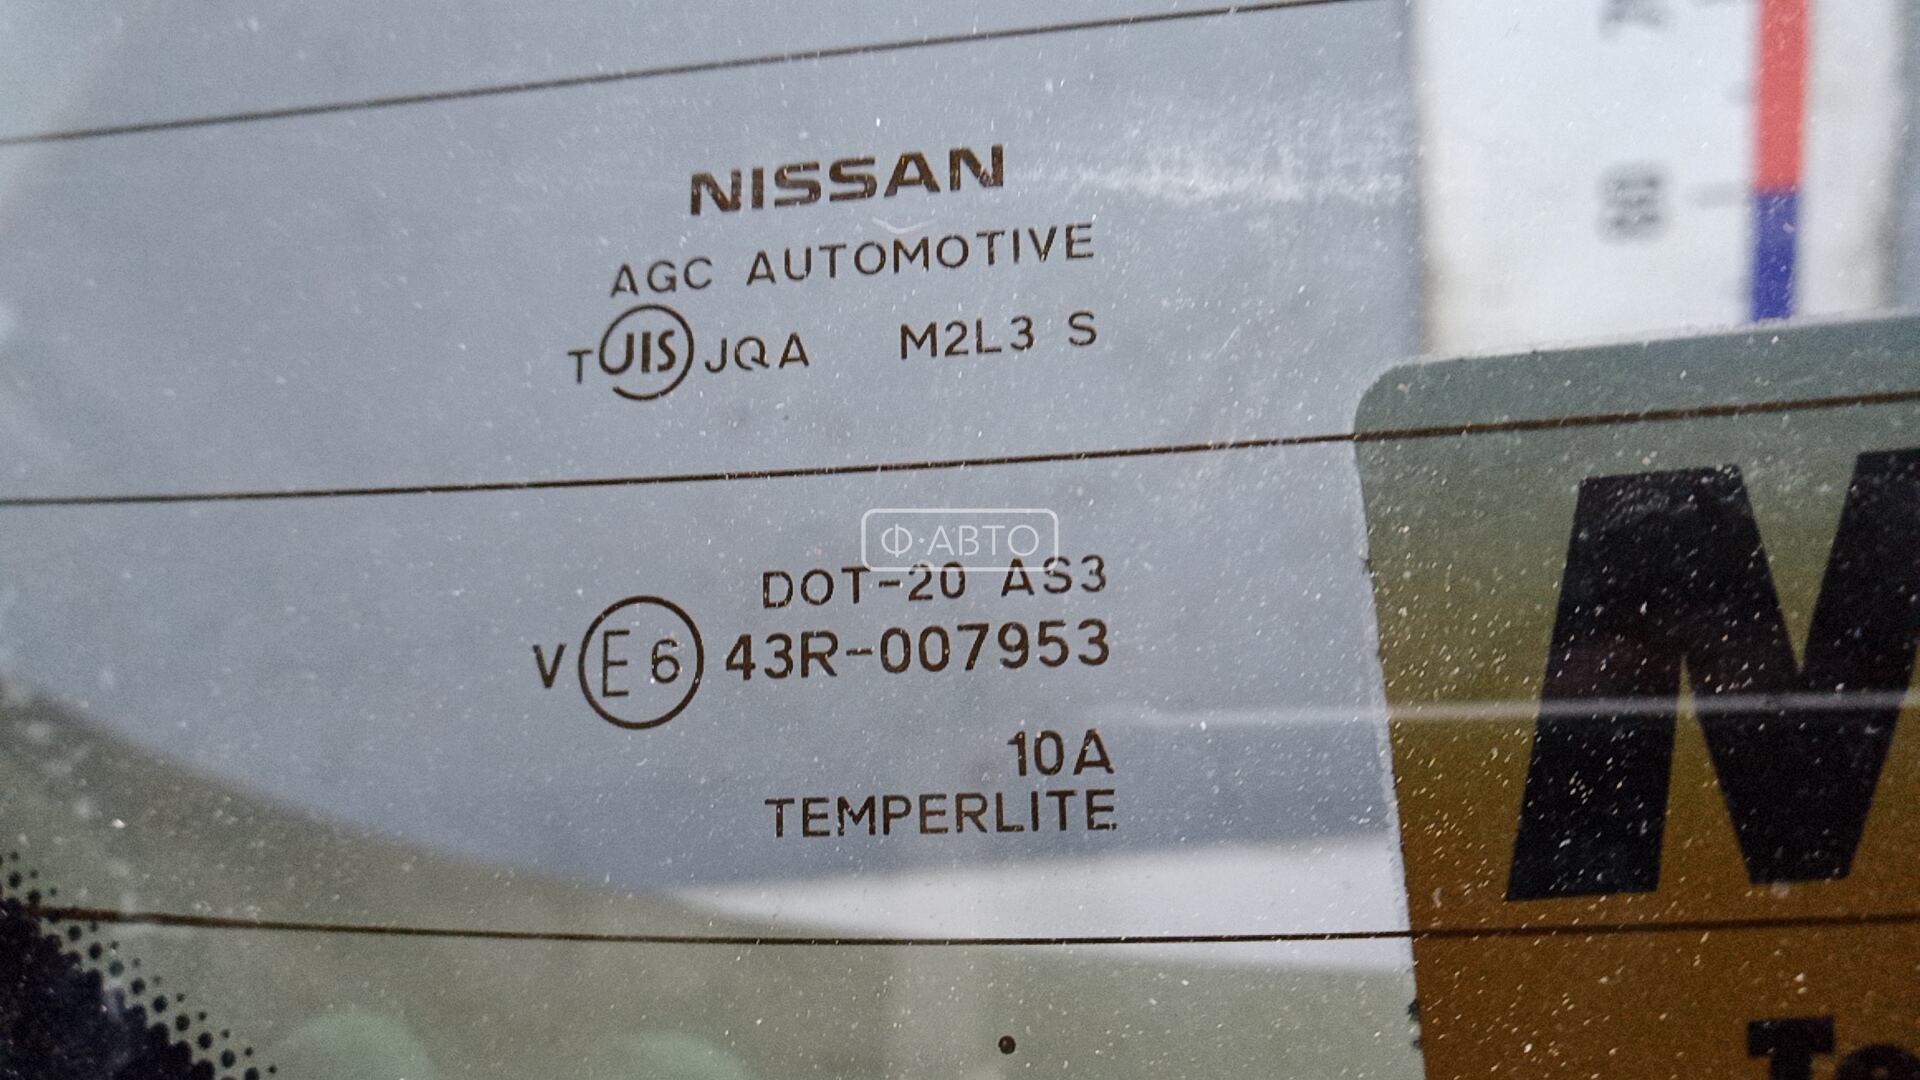 NISSAN
AGC AUTOMOTIVE
T JIS JQA M2L3 S
Ф·АВТО
DOT-20 AS3
V E6 43R-007953
10A
TEMPERLITE